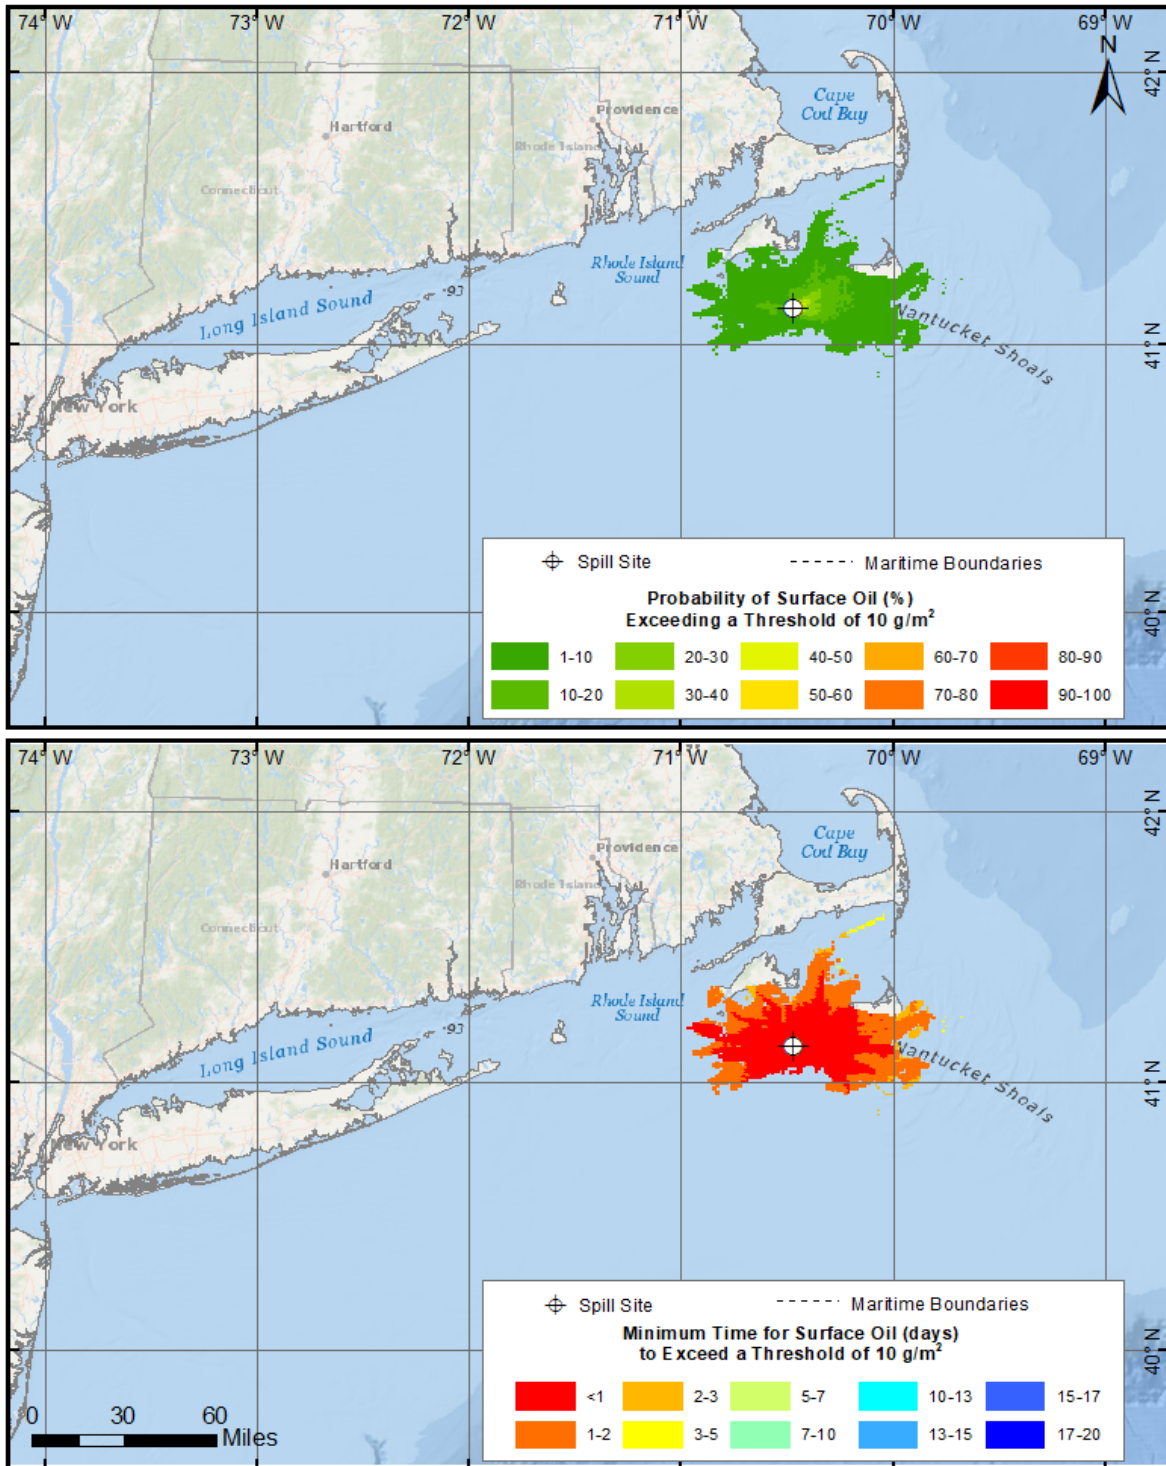 74° W 73° W 72° W 71° W 70° W 69° W
N
42° N
Cape
Cod Bay
Providence
Hartford
Rhode Island
Connecticut
Rhode Island
Sound
Long Island Sound
93
Nantucket Shoals
41° N
New York
40° N
Spill Site
Maritime Boundaries
Probability of Surface Oil (%)
Exceeding a Threshold of 10 g/m²
1-10 20-30 40-50 60-70 80-90
10-20 30-40 50-60 70-80 90-100
74° W 73° W 72° W 71° W 70° W 69° W
42° N
Cape
Cod Bay
Providence
Hartford
Rhode Island
Connecticut
Rhode Island
Sound
Long Island Sound
93
Nantucket Shoals
41° N
New York
40° N
Spill Site
Maritime Boundaries
Minimum Time for Surface Oil (days)
to Exceed a Threshold of 10 g/m²
<1 2-3 5-7 10-13 15-17
1-2 3-5 7-10 13-15 17-20
0 30 60
Miles